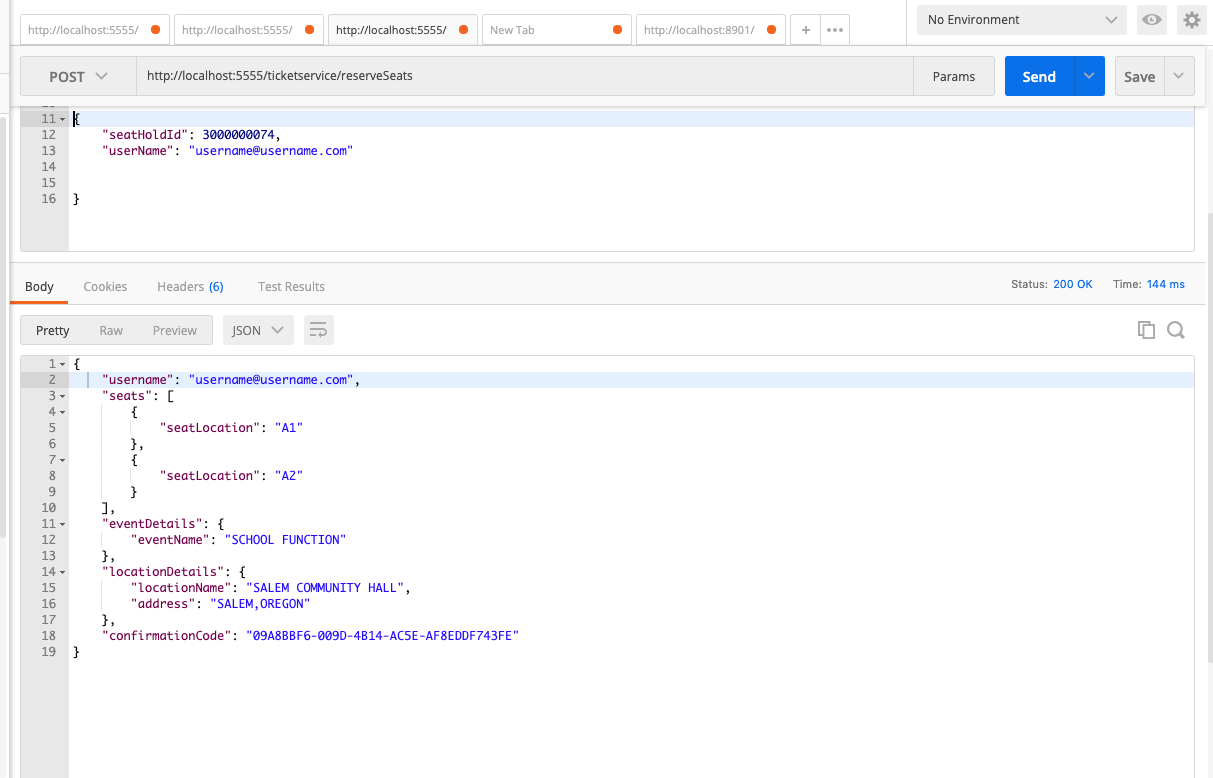 http://localhost:5555/ http://localhost:5555/ http://localhost:5555/ New Tab http://localhost:8901/ + ••• No Environment
POST http://localhost:5555/ticketservice/reserveSeats Params Send Save
11 {
12 "seatHoldId": 3000000074,
13 "userName": "username@username.com"
14
15
16 }
Body Cookies Headers (6) Test Results Status: 200 OK Time: 144 ms
Pretty Raw Preview JSON
1 {
2 "username": "username@username.com",
3 "seats": [
4 {
5 "seatLocation": "A1"
6 },
7 {
8 "seatLocation": "A2"
9 }
10 ],
11 "eventDetails": {
12 "eventName": "SCHOOL FUNCTION"
13 },
14 "locationDetails": {
15 "locationName": "SALEM COMMUNITY HALL",
16 "address": "SALEM,OREGON"
17 },
18 "confirmationCode": "09A8BBF6-009D-4B14-AC5E-AF8EDDF743FE"
19 }